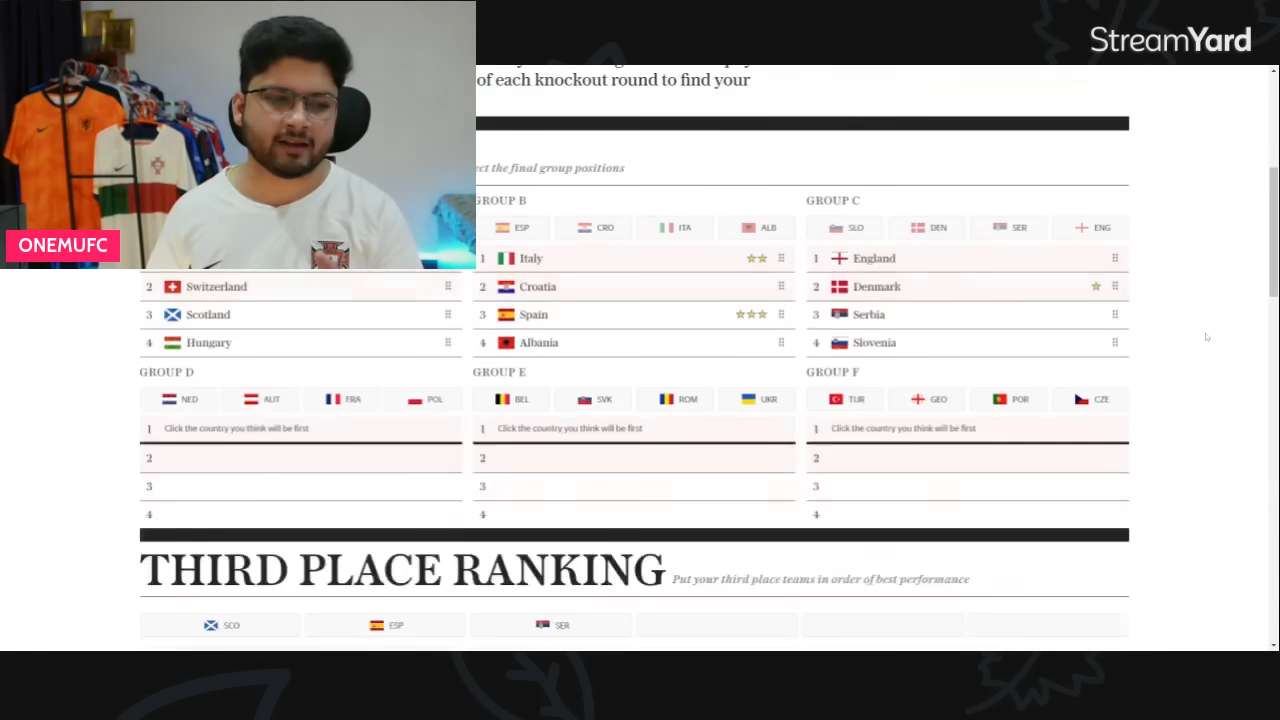 StreamYard
of each knockout round to find your
ect the final group positions
GROUP B
GROUP C
ESP CRO ITA ALB
SLO DEN SER ENG
1 Italy
1 England
2 Switzerland
2 Croatia
2 Denmark
3 Scotland
3 Spain
3 Serbia
4 Hungary
4 Albania
4 Slovenia
ONEMUFC
GROUP D
GROUP E
GROUP F
NED AUT FRA POL
BEL SVK ROM UKR
TUR GEO POR CZE
1 Click the country you think will be first
1 Click the country you think will be first
1 Click the country you think will be first
2
2
2
3
3
3
4
4
4
THIRD PLACE RANKING Put your third place teams in order of best performance
SCO ESP SER